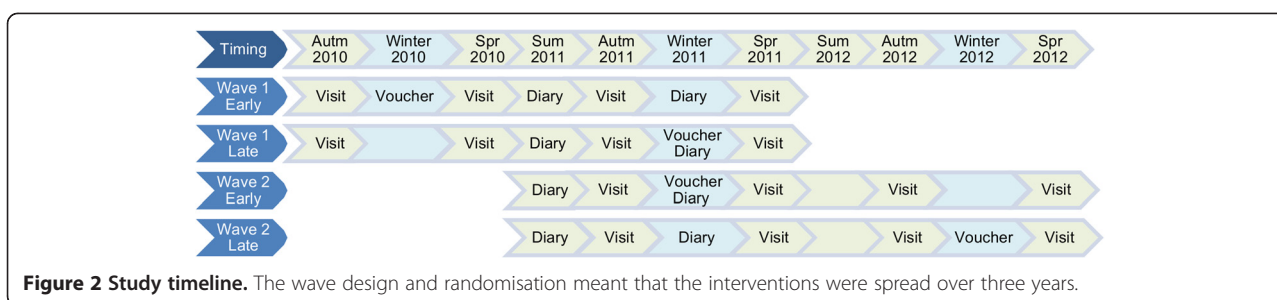 Timing
Autm 2010
Winter 2010
Spr 2010
Sum 2011
Autm 2011
Winter 2011
Spr 2011
Sum 2012
Autm 2012
Winter 2012
Spr 2012
Wave 1 Early
Visit
Voucher
Visit
Diary
Visit
Diary
Visit
Wave 1 Late
Visit
Visit
Diary
Visit
Voucher Diary
Visit
Wave 2 Early
Diary
Visit
Voucher Diary
Visit
Visit
Visit
Wave 2 Late
Diary
Visit
Diary
Visit
Visit
Voucher
Visit
Figure 2 Study timeline. The wave design and randomisation meant that the interventions were spread over three years.